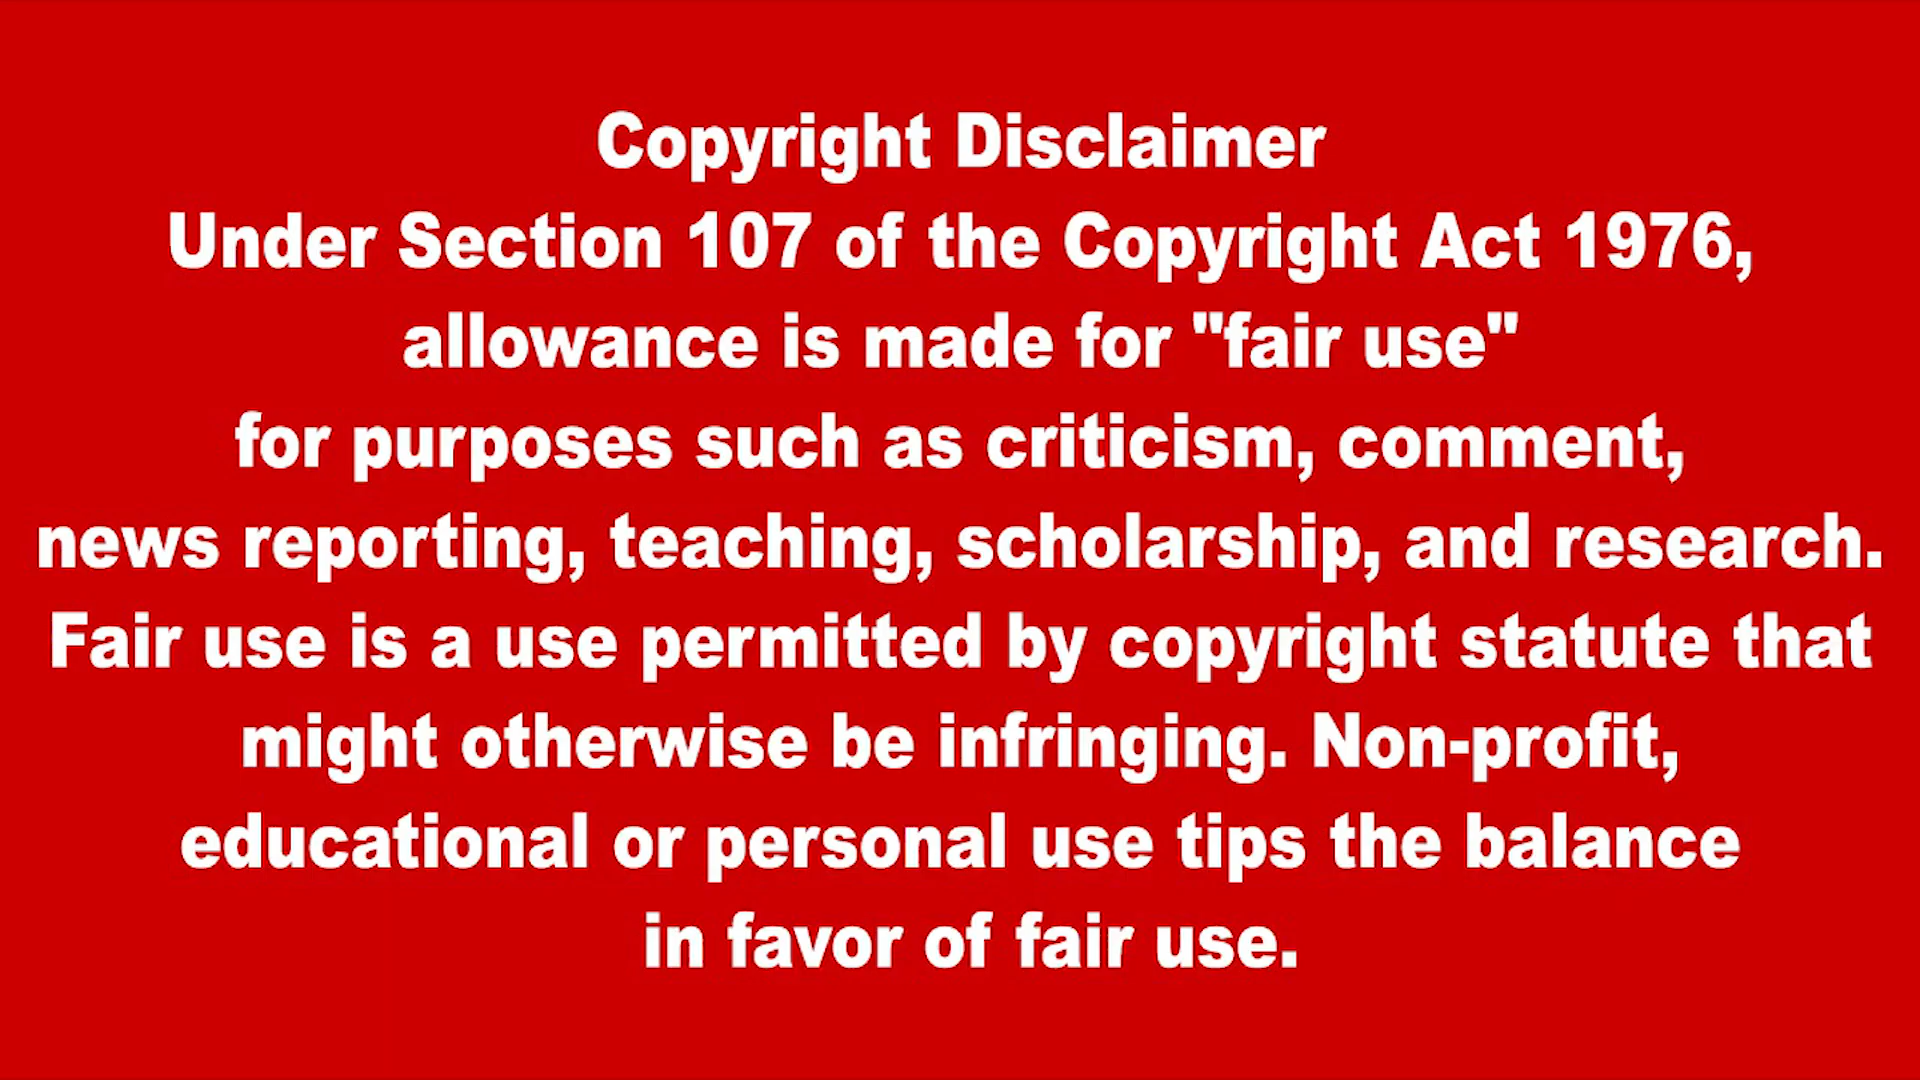 Copyright Disclaimer
Under Section 107 of the Copyright Act 1976,
allowance is made for "fair use"
for purposes such as criticism, comment,
news reporting, teaching, scholarship, and research.
Fair use is a use permitted by copyright statute that
might otherwise be infringing. Non-profit,
educational or personal use tips the balance
in favor of fair use.